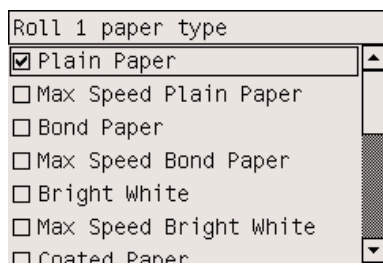 Roll 1 paper type
Plain Paper
Max Speed Plain Paper
Bond Paper
Max Speed Bond Paper
Bright White
Max Speed Bright White
Coated Paper